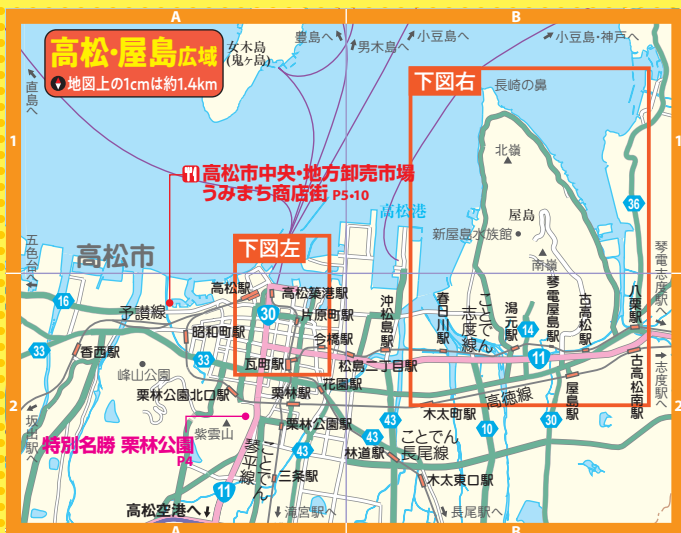 A
B
高松・屋島広域
地図上の1cmは約1.4km
女木島
(鬼ヶ島)
豊島へ
男木島へ
小豆島へ
小豆島・神戸へ
直島へ
下図右
長崎の鼻
1
1
北嶺
高松市中央・地方卸売市場
うみまち商店街 P5・10
高松港
屋島
36
新屋島水族館
南嶺
五色台へ
高松市
下図左
琴電志度駅へ
16
予讃線
高松駅
高松築港駅
30
片原町駅
沖松島駅
春日川駅
ことでん
志度線
潟元駅
琴電屋島駅
14
古高松駅
八栗駅
昭和町駅
今橋駅
33
香西駅
33
瓦町駅
松島二丁目駅
11
志度駅へ
峰山公園
花園駅
屋島駅
古高松南駅
2
2
栗林公園北口駅
栗林駅
高徳線
木太町駅
坂出駅へ
紫雲山
栗林公園駅
43
10
30
特別名勝 栗林公園
P4
ことでん
琴平線
43
43
ことでん
長尾線
林道駅
三条駅
木太東口駅
11
高松空港へ
滝宮駅へ
長尾駅へ
A
B